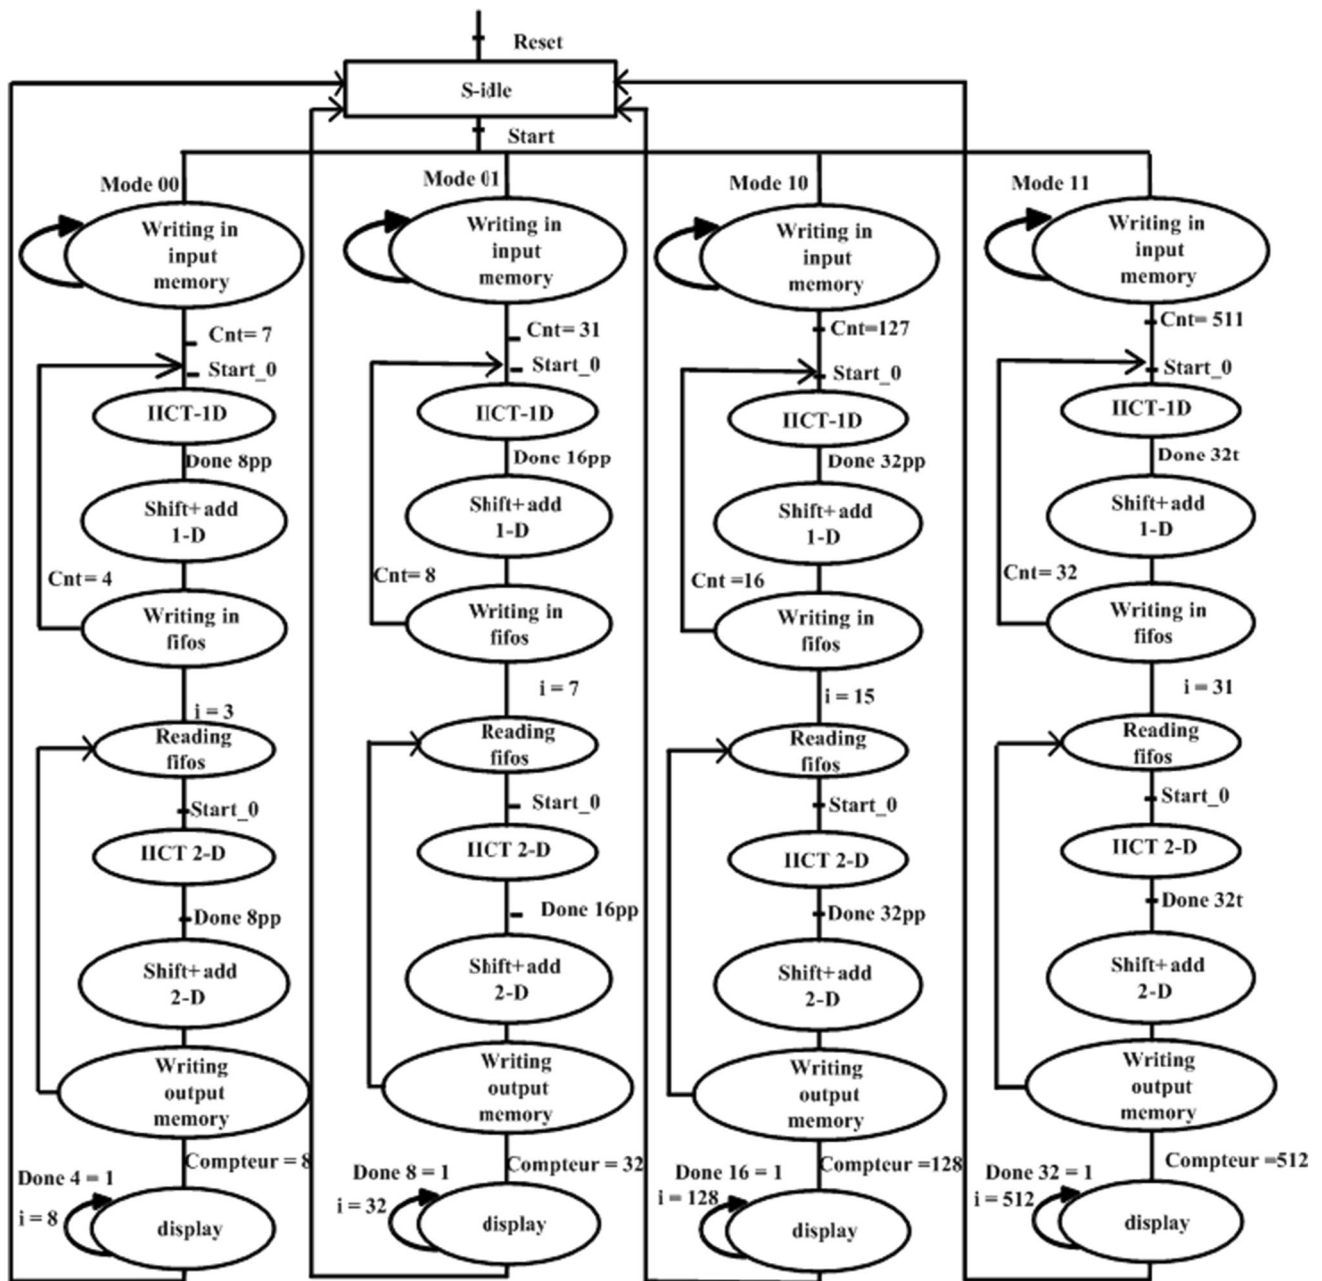 Reset
S-idle
Start
Mode 00
Writing in
input
memory
Cnt= 7
Start_0
IICT-1D
Done 8pp
Shift+ add
1-D
Cnt= 4
Writing in
fifos
i = 3
Reading
fifos
Start_0
IICT 2-D
Done 8pp
Shift+ add
2-D
Writing
output
memory
Compteur = 8
Done 4 = 1
i = 8
display
Mode 01
Writing in
input
memory
Cnt= 31
Start_0
IICT-1D
Done 16pp
Shift+ add
1-D
Cnt= 8
Writing in
fifos
i = 7
Reading
fifos
Start_0
IICT 2-D
Done 16pp
Shift+ add
2-D
Writing
output
memory
Compteur = 32
Done 8 = 1
i = 32
display
Mode 10
Writing in
input
memory
Cnt=127
Start_0
IICT-1D
Done 32pp
Shift+ add
1-D
Cnt =16
Writing in
fifos
i = 15
Reading
fifos
Start_0
IICT 2-D
Done 32pp
Shift+ add
2-D
Writing
output
memory
Compteur =128
Done 16 = 1
i = 128
display
Mode 11
Writing in
input
memory
Cnt= 511
Start_0
IICT-1D
Done 32t
Shift+ add
1-D
Cnt= 32
Writing in
fifos
i = 31
Reading
fifos
Start_0
IICT 2-D
Done 32t
Shift+ add
2-D
Writing
output
memory
Compteur =512
Done 32 = 1
i = 512
display